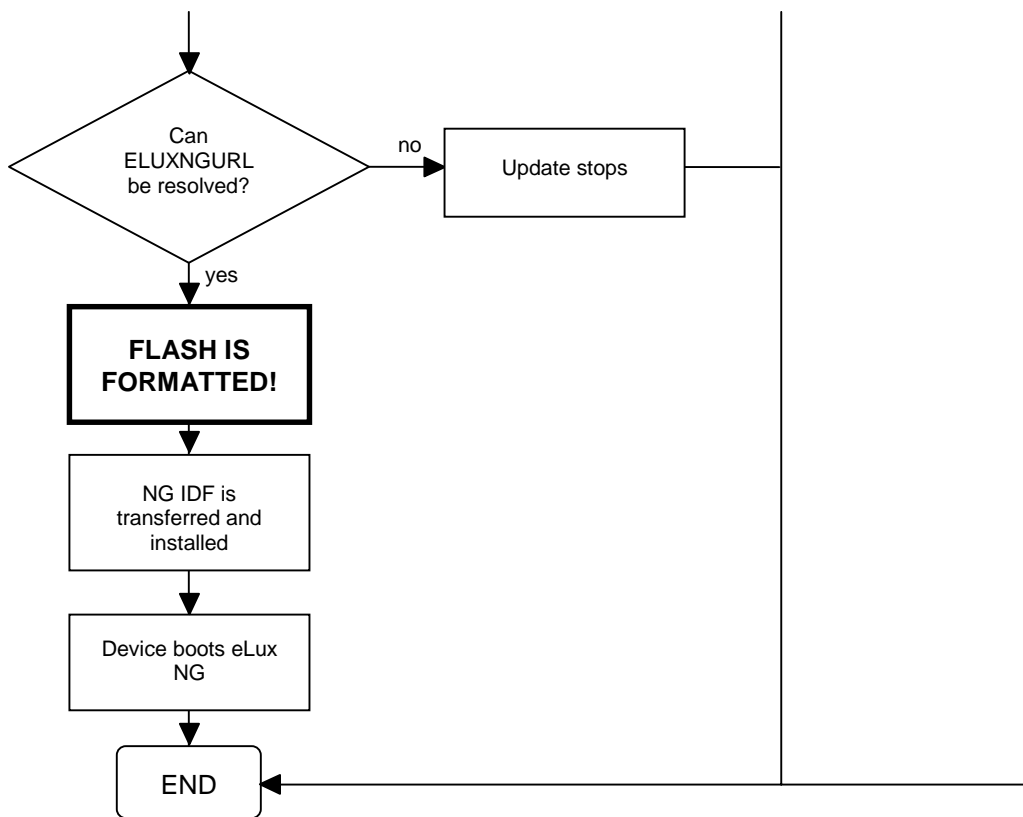 Can
ELUXNGURL
be resolved?
no
Update stops
yes
FLASH IS
FORMATTED!
NG IDF is
transferred and
installed
Device boots eLux
NG
END